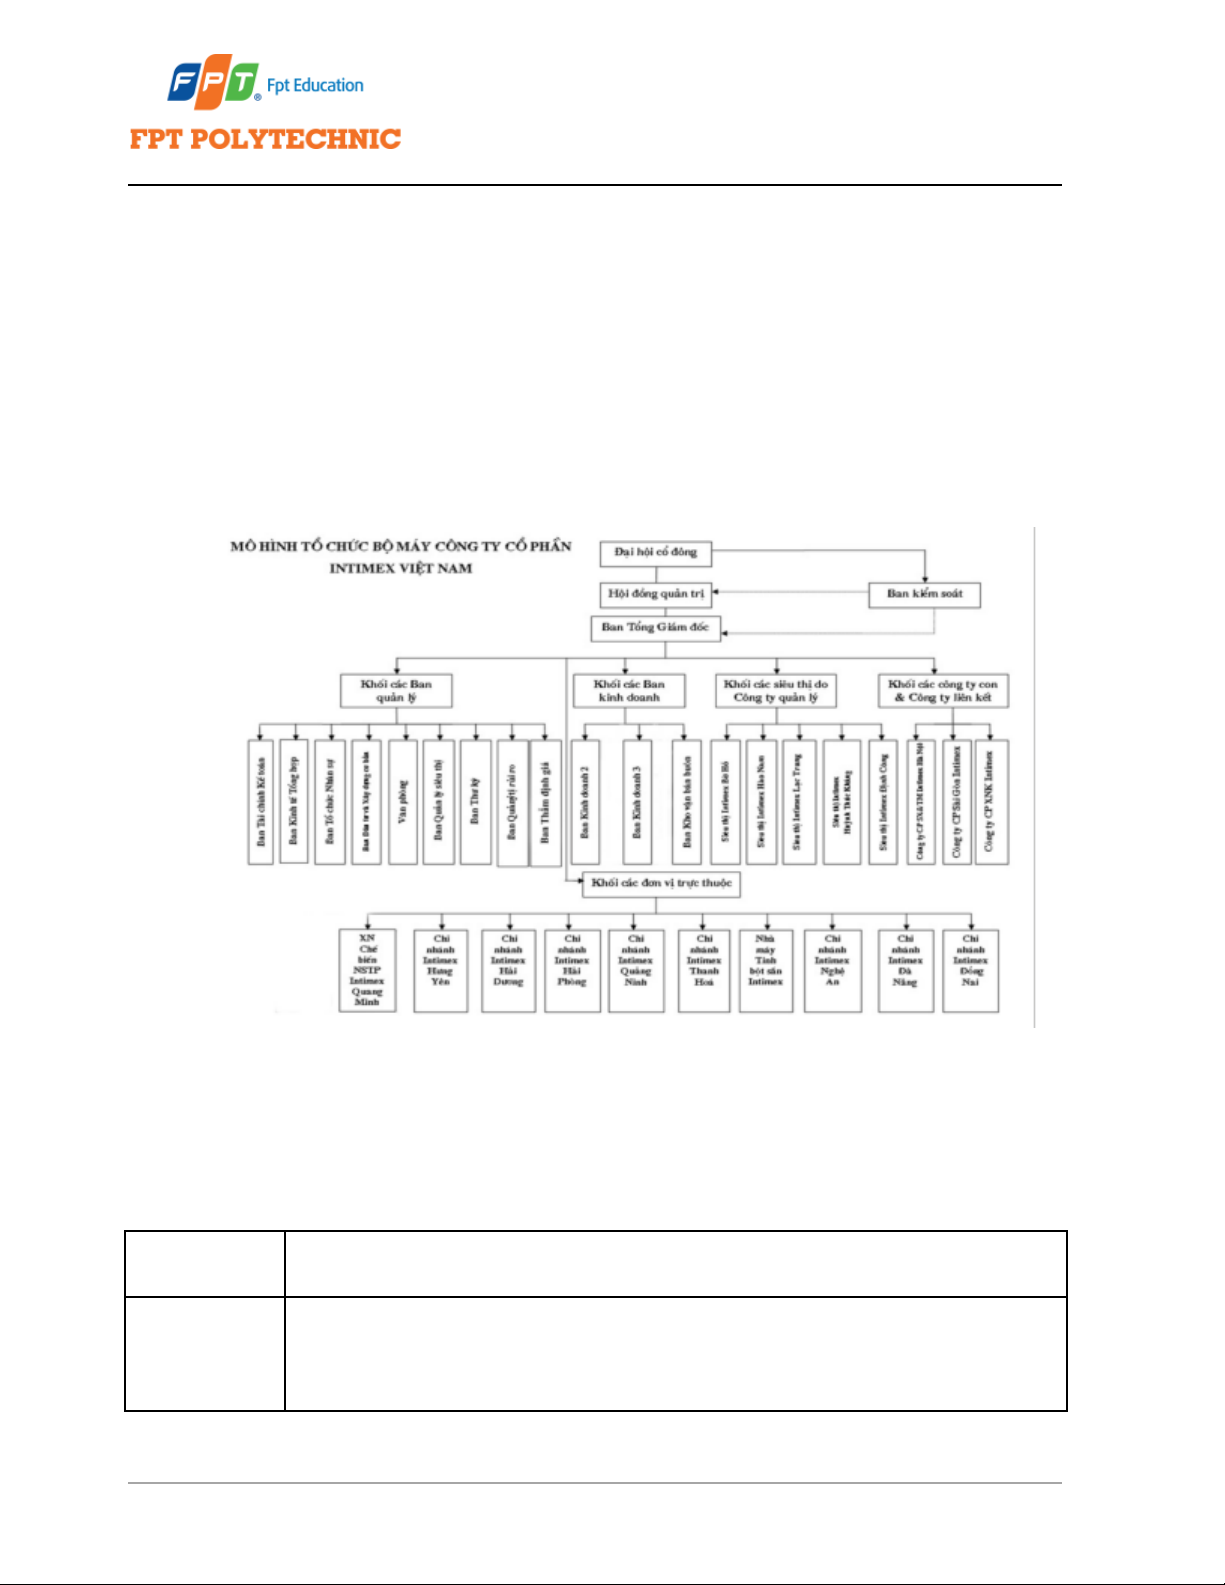 FPT ® Fpt Education
FPT POLYTECHNIC
MÔ HÌNH TỔ CHỨC BỘ MÁY CÔNG TY CỔ PHẦN
INTIMEX VIỆT NAM
Đại hội cổ đông
Hội đồng quản trị
Ban kiểm soát
Ban Tổng Giám đốc
Khối các Ban
quản lý
Khối các Ban
kinh doanh
Khối các siêu thị do
Công ty quản lý
Khối các công ty con
& Công ty liên kết
Ban Tài chính Kế toán
Ban Kinh tế Tổng hợp
Ban Tổ chức Nhân sự
Ban Đầu tư và Xây dựng cơ bản
Văn phòng
Ban Quản lý siêu thị
Ban Thư ký
Ban Quản trị rủi ro
Ban Thẩm định giá
Ban Kinh doanh 2
Ban Kinh doanh 3
Ban Kho vận bán buôn
Siêu thị Intimex Bờ Hồ
Siêu thị Intimex Hào Nam
Siêu thị Intimex Lạc Trung
Siêu thị Intimex
Huỳnh Thúc Kháng
Siêu thị Intimex Định Công
Công ty CP SX&TM Intimex Hà Nội
Công ty CP Sài Gòn Intimex
Công ty CP XNK Intimex
Khối các đơn vị trực thuộc
XN
Chế
biến
NSTP
Intimex
Quang
Minh
Chi
nhánh
Intimex
Hưng
Yên
Chi
nhánh
Intimex
Hải
Dương
Chi
nhánh
Intimex
Hải
Phòng
Chi
nhánh
Intimex
Quảng
Ninh
Chi
nhánh
Intimex
Thanh
Hoá
Nhà
máy
Tinh
bột sắn
Intimex
Chi
nhánh
Intimex
Nghệ
An
Chi
nhánh
Intimex
Đà
Nẵng
Chi
nhánh
Intimex
Đồng
Nai